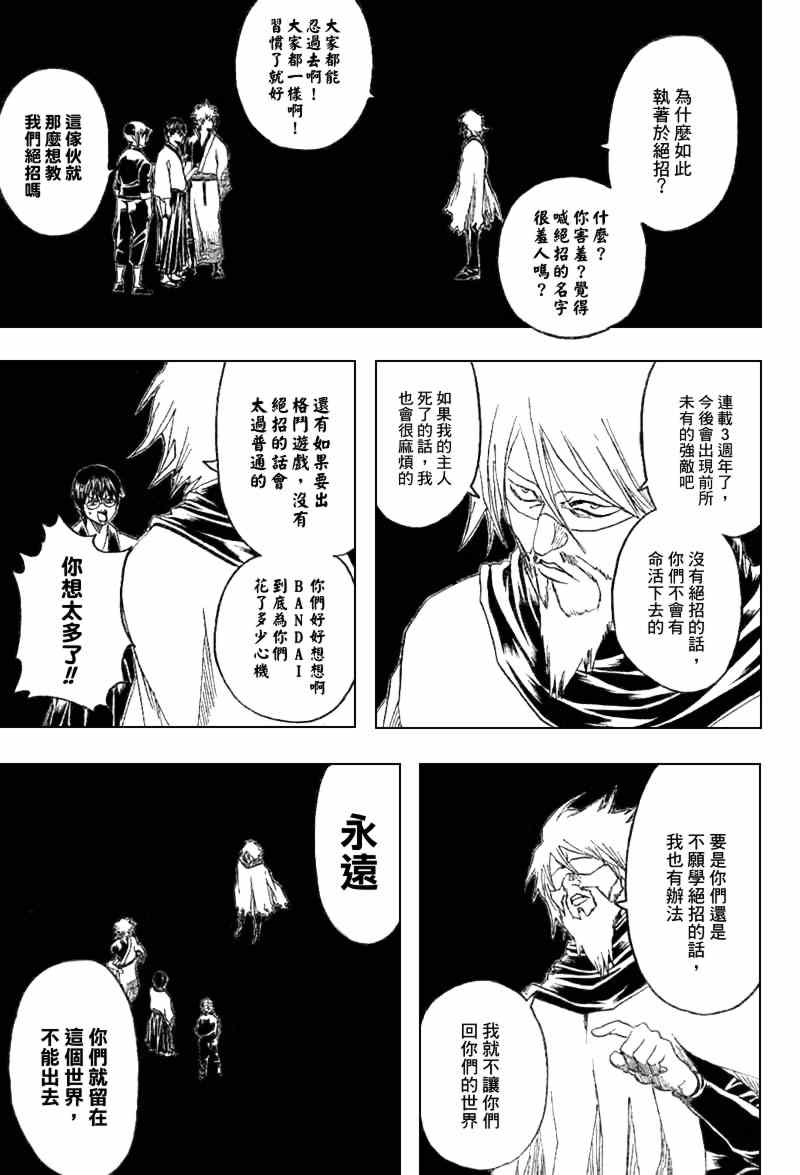 為什麼如此
執著於絕招？
什麼？
你害羞？覺得
喊絕招的名字
很羞人嗎？
大家都能
忍過去啊！
大家都一樣啊！
習慣了就好
這傢伙就
那麼想教
我們絕招嗎
連載3週年了，
今後會出現前所
未有的強敵吧
沒有絕招的話，
你們不會有
命活下去的
如果我的主人
死了的話，我
也會很麻煩的
還有如果要出
格鬥遊戲，沒有
絕招的話會
太過普通的
你們好好想想啊
BANDAI
到底為你們
花了多少心機
你想太多了!!
要是你們還是
不願學絕招的話，
我也有辦法
我就不讓你們
回你們的世界
永遠
你們就留在
這個世界，
不能出去